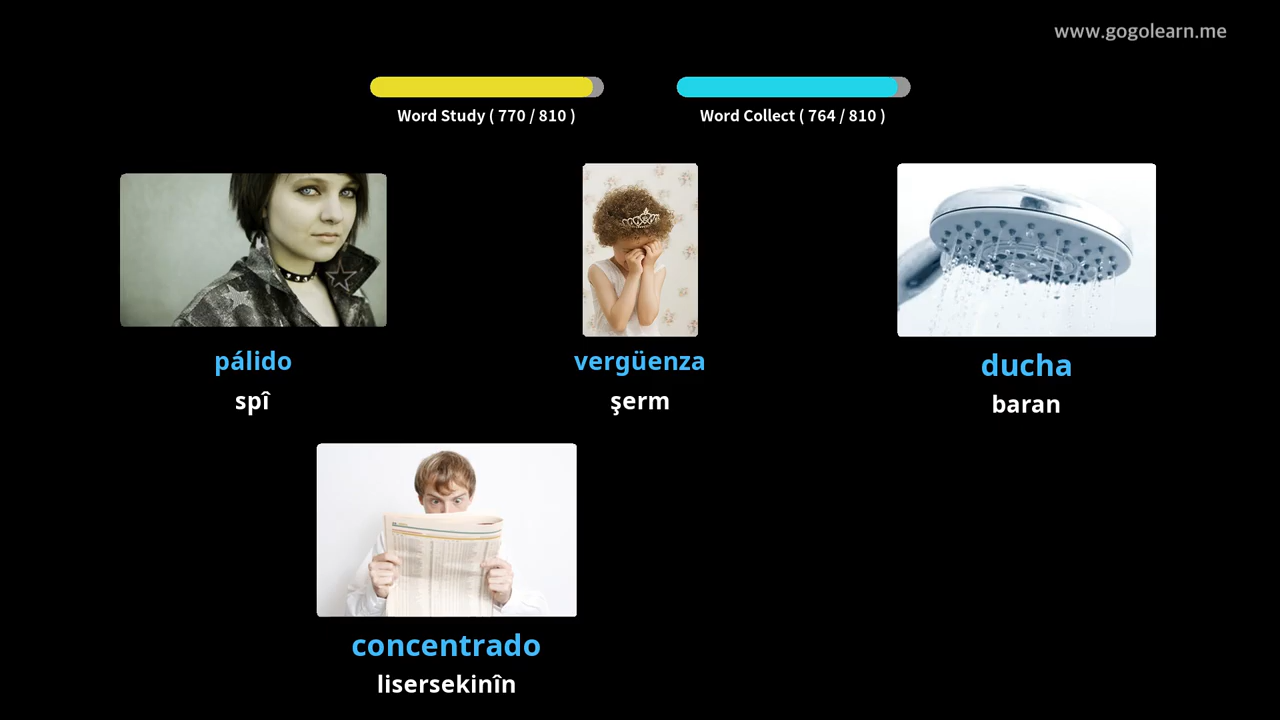 www.gogolearn.me
Word Study ( 770 / 810 )
Word Collect ( 764 / 810 )
pálido
spî
vergüenza
şerm
ducha
baran
concentrado
lisersekinîn